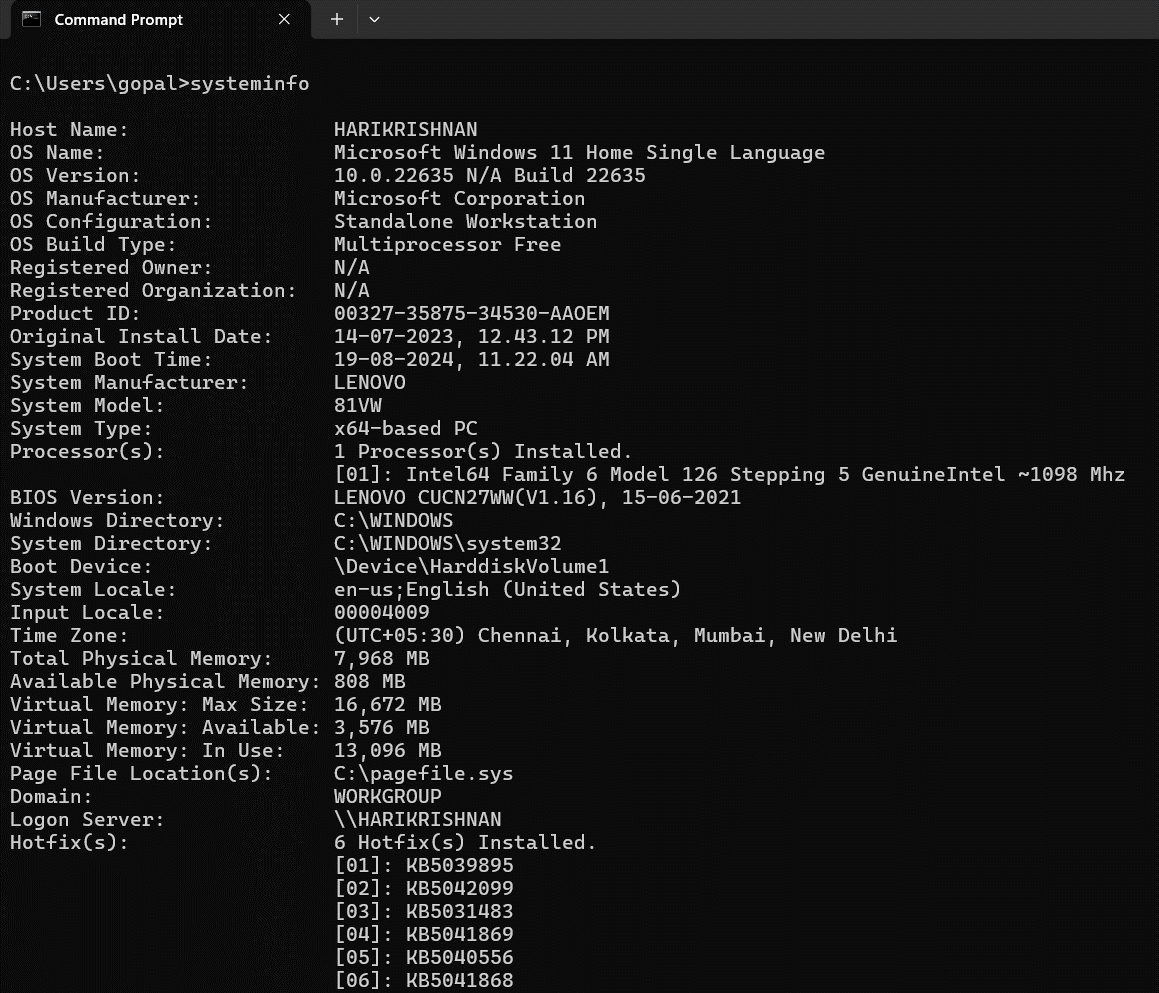 Command Prompt
C:\Users\gopal>systeminfo
Host Name: HARIKRISHNAN
OS Name: Microsoft Windows 11 Home Single Language
OS Version: 10.0.22635 N/A Build 22635
OS Manufacturer: Microsoft Corporation
OS Configuration: Standalone Workstation
OS Build Type: Multiprocessor Free
Registered Owner: N/A
Registered Organization: N/A
Product ID: 00327-35875-34530-AAOEM
Original Install Date: 14-07-2023, 12.43.12 PM
System Boot Time: 19-08-2024, 11.22.04 AM
System Manufacturer: LENOVO
System Model: 81VW
System Type: x64-based PC
Processor(s): 1 Processor(s) Installed.
[01]: Intel64 Family 6 Model 126 Stepping 5 GenuineIntel ~1098 Mhz
BIOS Version: LENOVO CUCN27WW(V1.16), 15-06-2021
Windows Directory: C:\WINDOWS
System Directory: C:\WINDOWS\system32
Boot Device: \Device\HarddiskVolume1
System Locale: en-us;English (United States)
Input Locale: 00004009
Time Zone: (UTC+05:30) Chennai, Kolkata, Mumbai, New Delhi
Total Physical Memory: 7,968 MB
Available Physical Memory: 808 MB
Virtual Memory: Max Size: 16,672 MB
Virtual Memory: Available: 3,576 MB
Virtual Memory: In Use: 13,096 MB
Page File Location(s): C:\pagefile.sys
Domain: WORKGROUP
Logon Server: \\HARIKRISHNAN
Hotfix(s): 6 Hotfix(s) Installed.
[01]: KB5039895
[02]: KB5042099
[03]: KB5031483
[04]: KB5041869
[05]: KB5040556
[06]: KB5041868